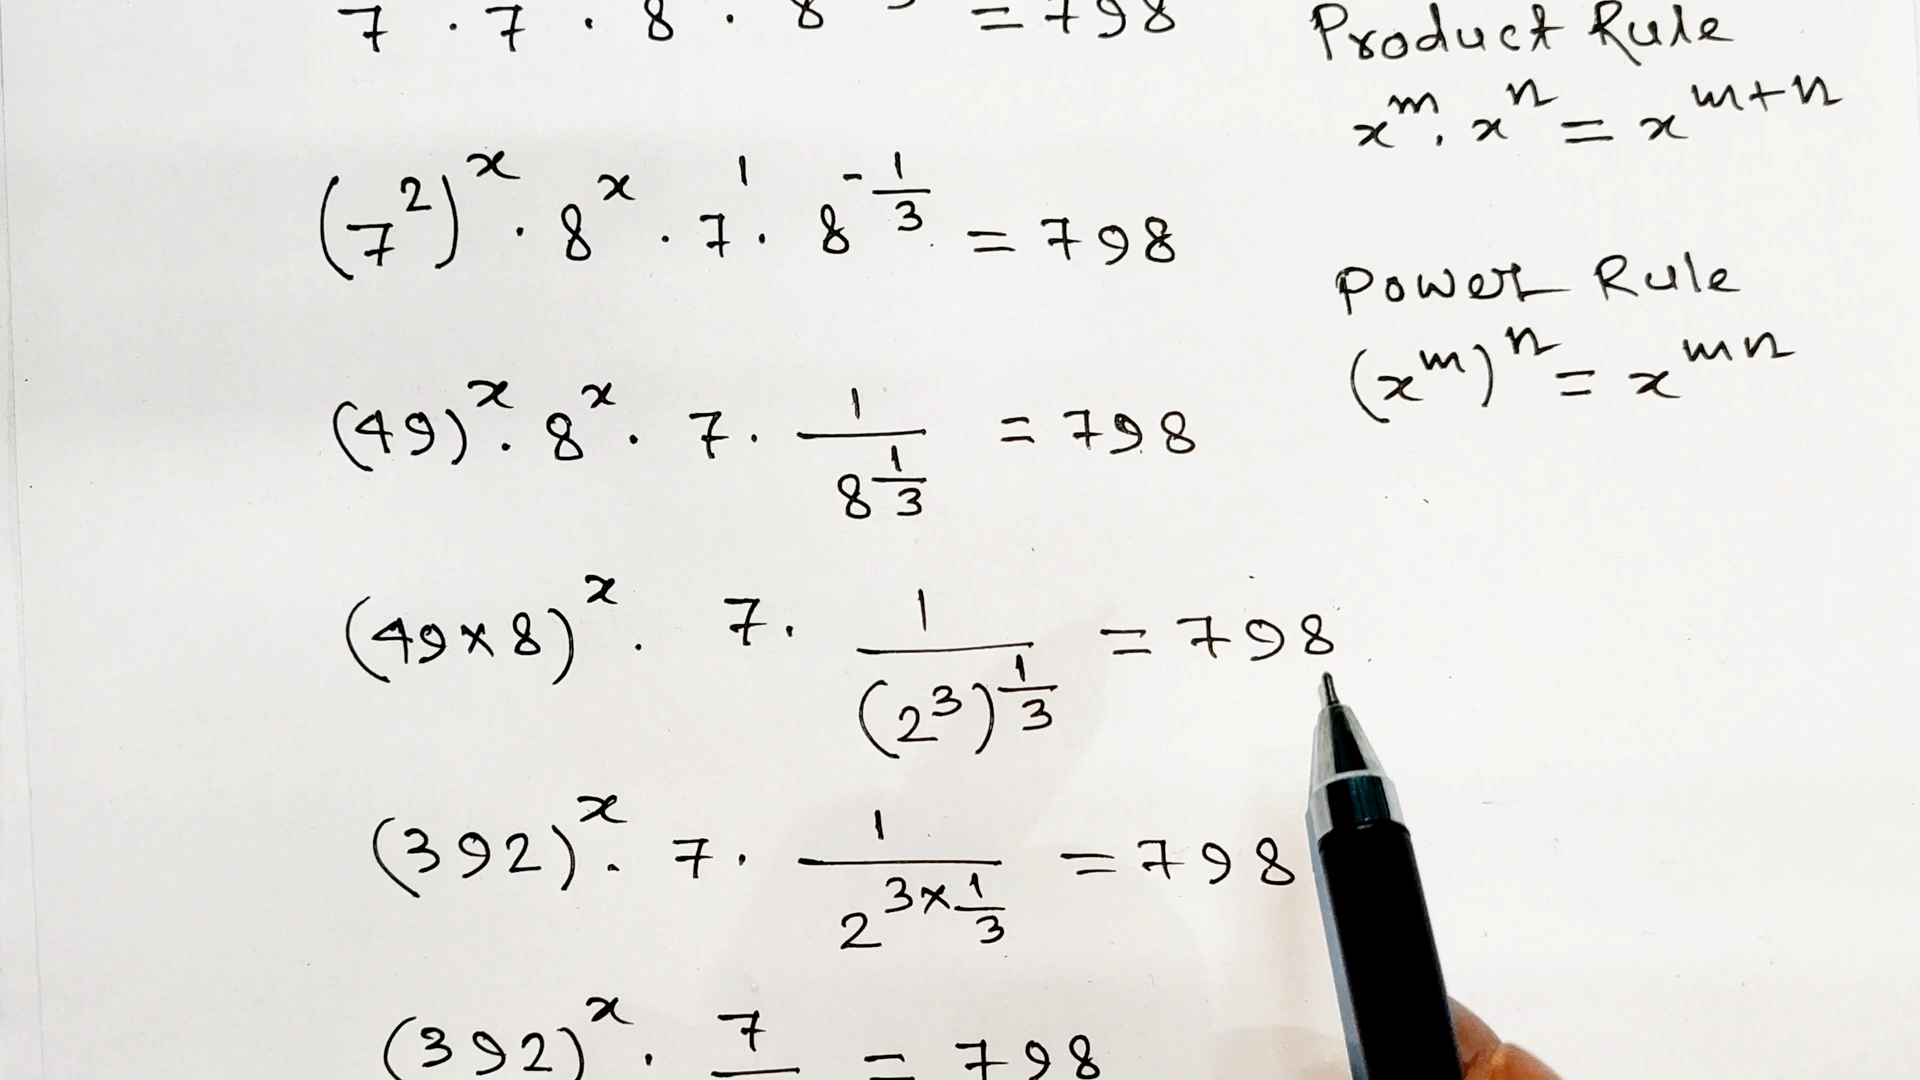 7 · 7 · 8 · 8 = 798
Product Rule
x^m · x^n = x^{m+n}
(7^2)^x · 8^x · 7^1 · 8^{-1/3} = 798
Power Rule
(x^m)^n = x^{mn}
(49)^x · 8^x · 7 · 1/8^{1/3} = 798
(49×8)^x · 7 · 1/(2^3)^{1/3} = 798
(392)^x · 7 · 1/2^{3×1/3} = 798
(392)^x · 7/ = 798